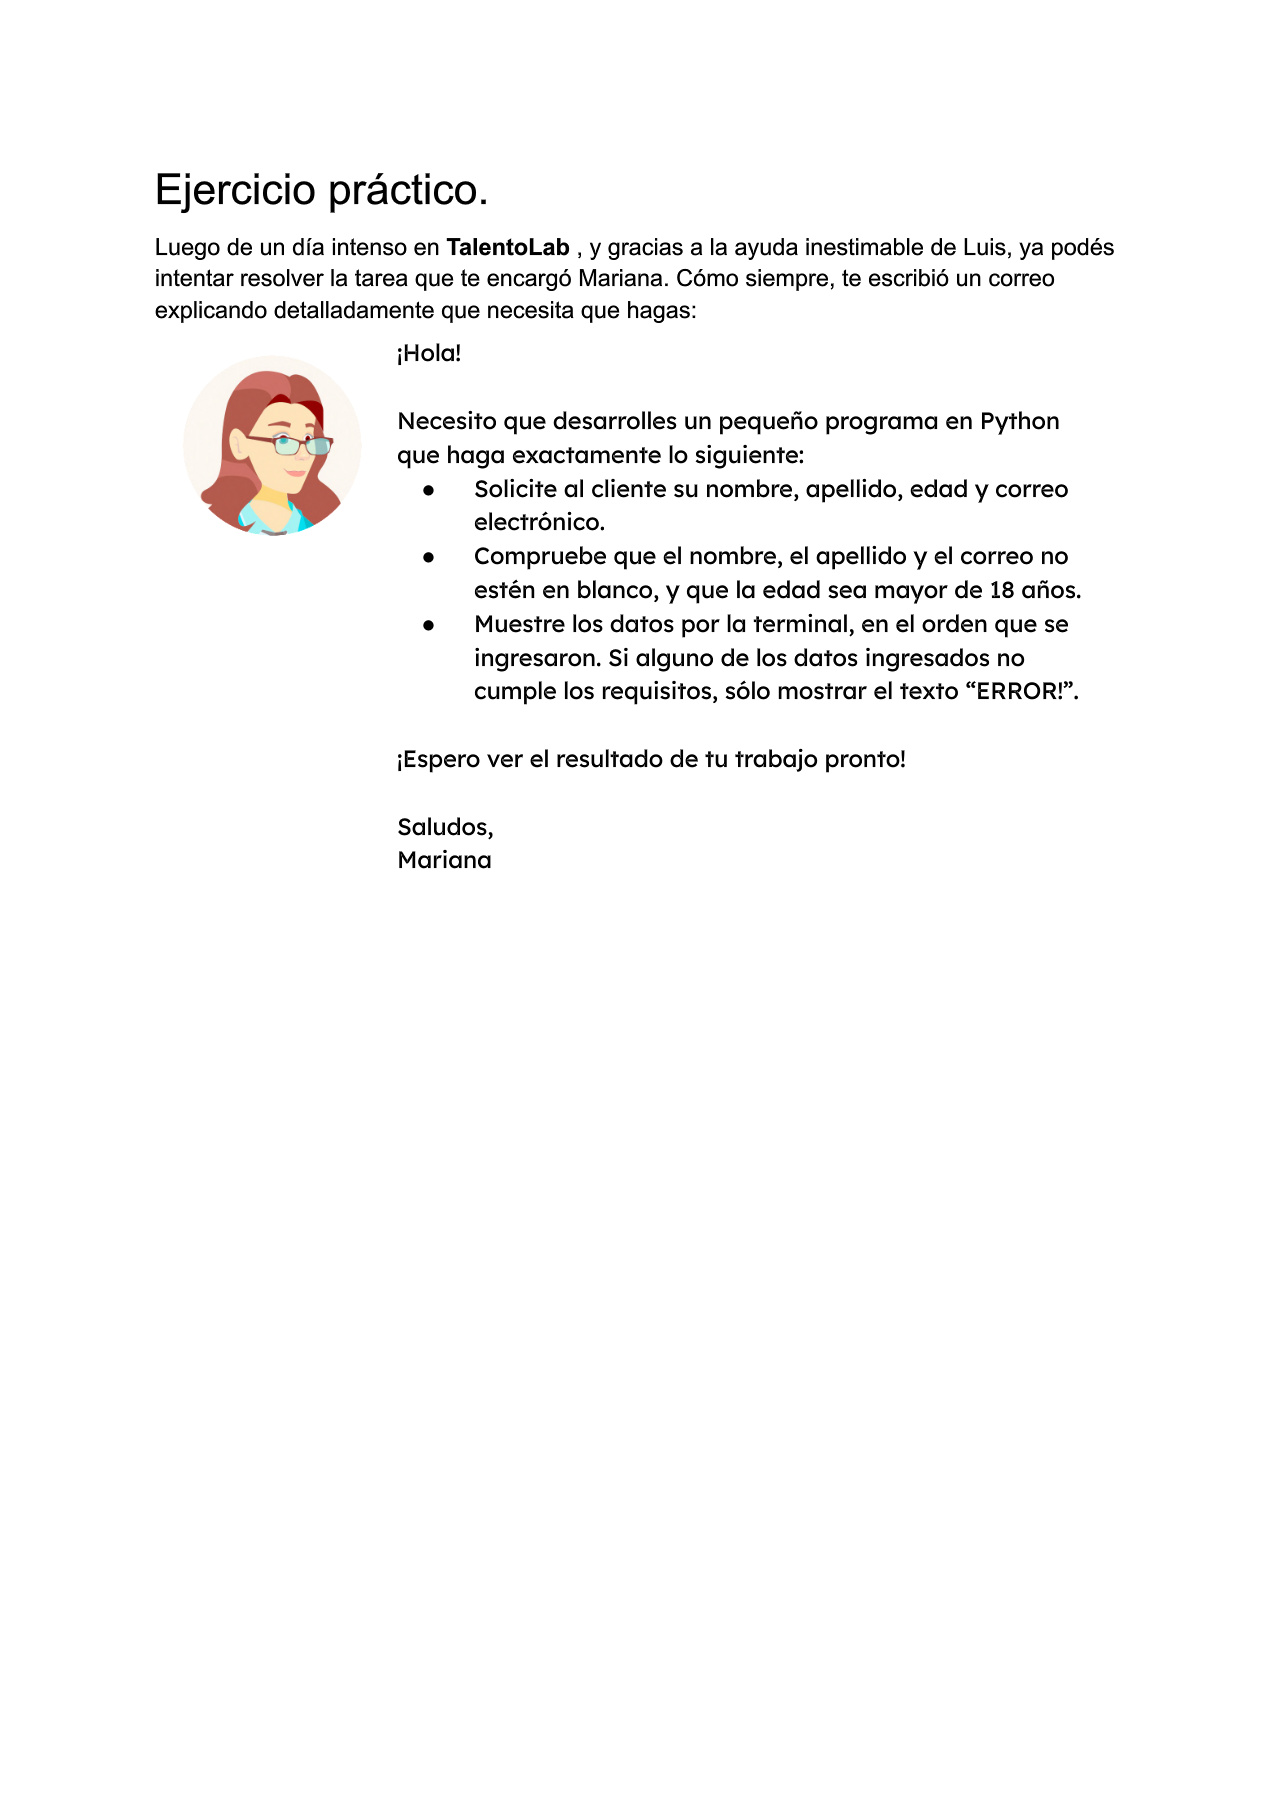 Ejercicio práctico.
Luego de un día intenso en TalentoLab , y gracias a la ayuda inestimable de Luis, ya podés
intentar resolver la tarea que te encargó Mariana. Cómo siempre, te escribió un correo
explicando detalladamente que necesita que hagas:
¡Hola!
Necesito que desarrolles un pequeño programa en Python
que haga exactamente lo siguiente:
● Solicite al cliente su nombre, apellido, edad y correo
electrónico.
● Compruebe que el nombre, el apellido y el correo no
estén en blanco, y que la edad sea mayor de 18 años.
● Muestre los datos por la terminal, en el orden que se
ingresaron. Si alguno de los datos ingresados no
cumple los requisitos, sólo mostrar el texto “ERROR!”.
¡Espero ver el resultado de tu trabajo pronto!
Saludos,
Mariana